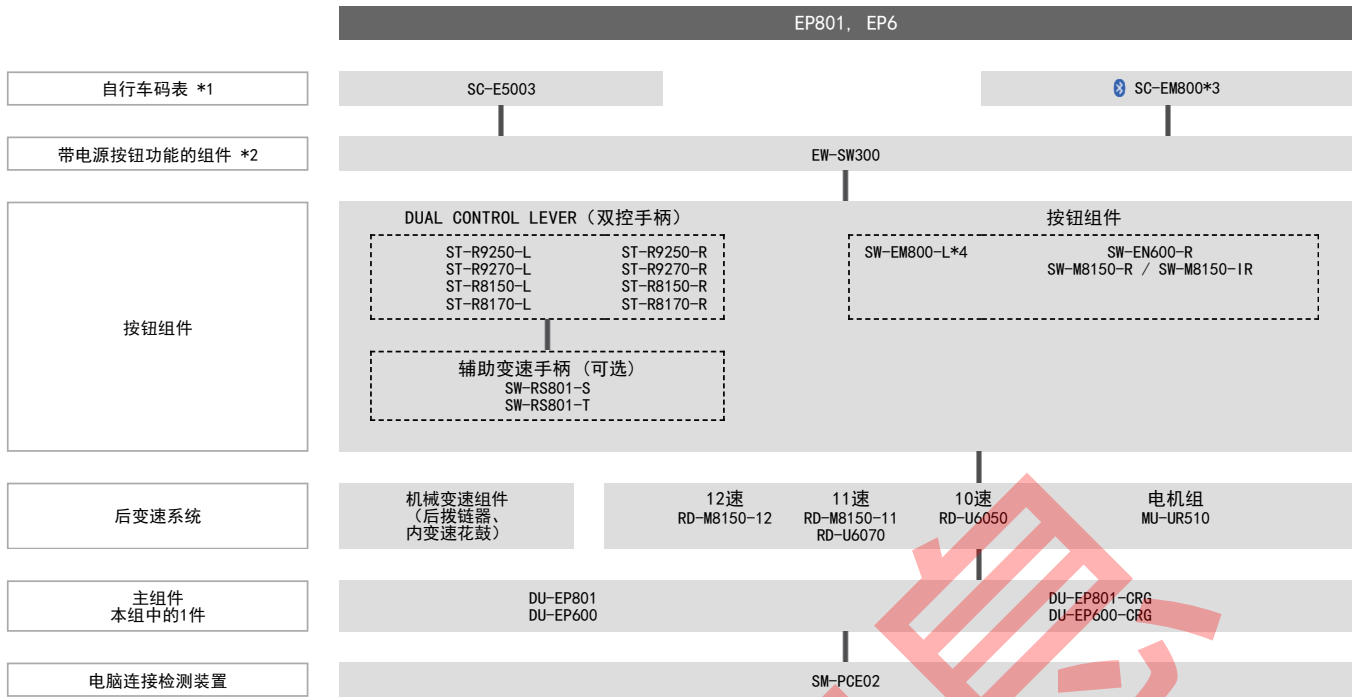 EP801, EP6
自行车码表 *1
SC-E5003
SC-EM800*3
带电源按钮功能的组件 *2
EW-SW300
按钮组件
DUAL CONTROL LEVER（双控手柄）
ST-R9250-L ST-R9250-R
ST-R9270-L ST-R9270-R
ST-R8150-L ST-R8150-R
ST-R8170-L ST-R8170-R
辅助变速手柄 (可选)
SW-RS801-S
SW-RS801-T
按钮组件
SW-EM800-L*4 SW-EN600-R
SW-M8150-R / SW-M8150-IR
后变速系统
机械变速组件
（后拨链器、
内变速花鼓）
12速
RD-M8150-12
11速
RD-M8150-11
RD-U6070
10速
RD-U6050
电机组
MU-UR510
主组件
本组中的1件
DU-EP801
DU-EP600
DU-EP801-CRG
DU-EP600-CRG
电脑连接检测装置
SM-PCE02